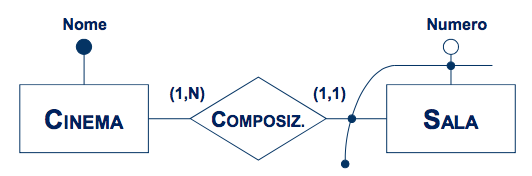 Nome
Numero
(1,N)
(1,1)
CINEMA
COMPOSIZ.
SALA